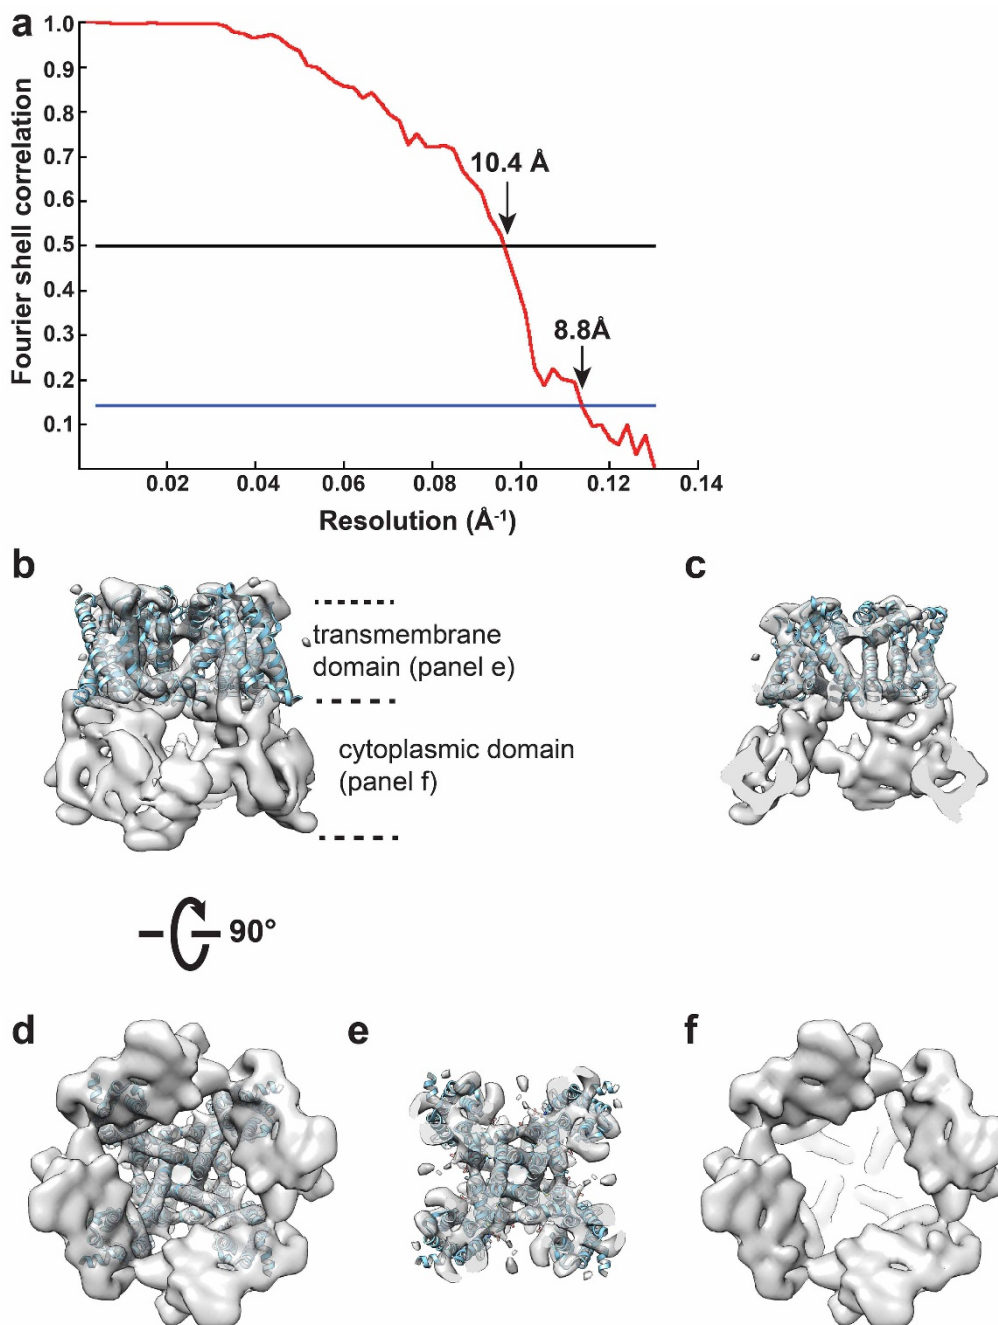 a
1.0
0.9
0.8
0.7
0.6
0.5
0.4
0.3
0.2
0.1
Fourier shell correlation
10.4 Å
8.8Å
0.02 0.04 0.06 0.08 0.10 0.12 0.14
Resolution (Å⁻¹)
b
transmembrane
domain (panel e)
cytoplasmic domain
(panel f)
c
90°
d
e
f